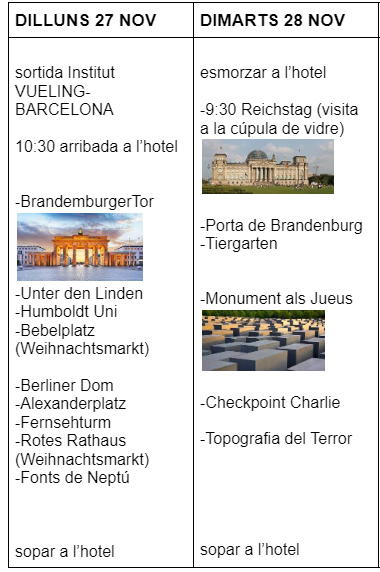 DILLUNS 27 NOV
sortida Institut
VUELING-
BARCELONA
10:30 arribada a l’hotel
-BrandemburgerTor
-Unter den Linden
-Humboldt Uni
-Bebelplatz
(Weihnachtsmarkt)
-Berliner Dom
-Alexanderplatz
-Fernsehturm
-Rotes Rathaus
(Weihnachtsmarkt)
-Fonts de Neptú
sopar a l’hotel
DIMARTS 28 NOV
esmorzar a l’hotel
-9:30 Reichstag (visita
a la cúpula de vidre)
-Porta de Brandenburg
-Tiergarten
-Monument als Jueus
-Checkpoint Charlie
-Topografia del Terror
sopar a l’hotel